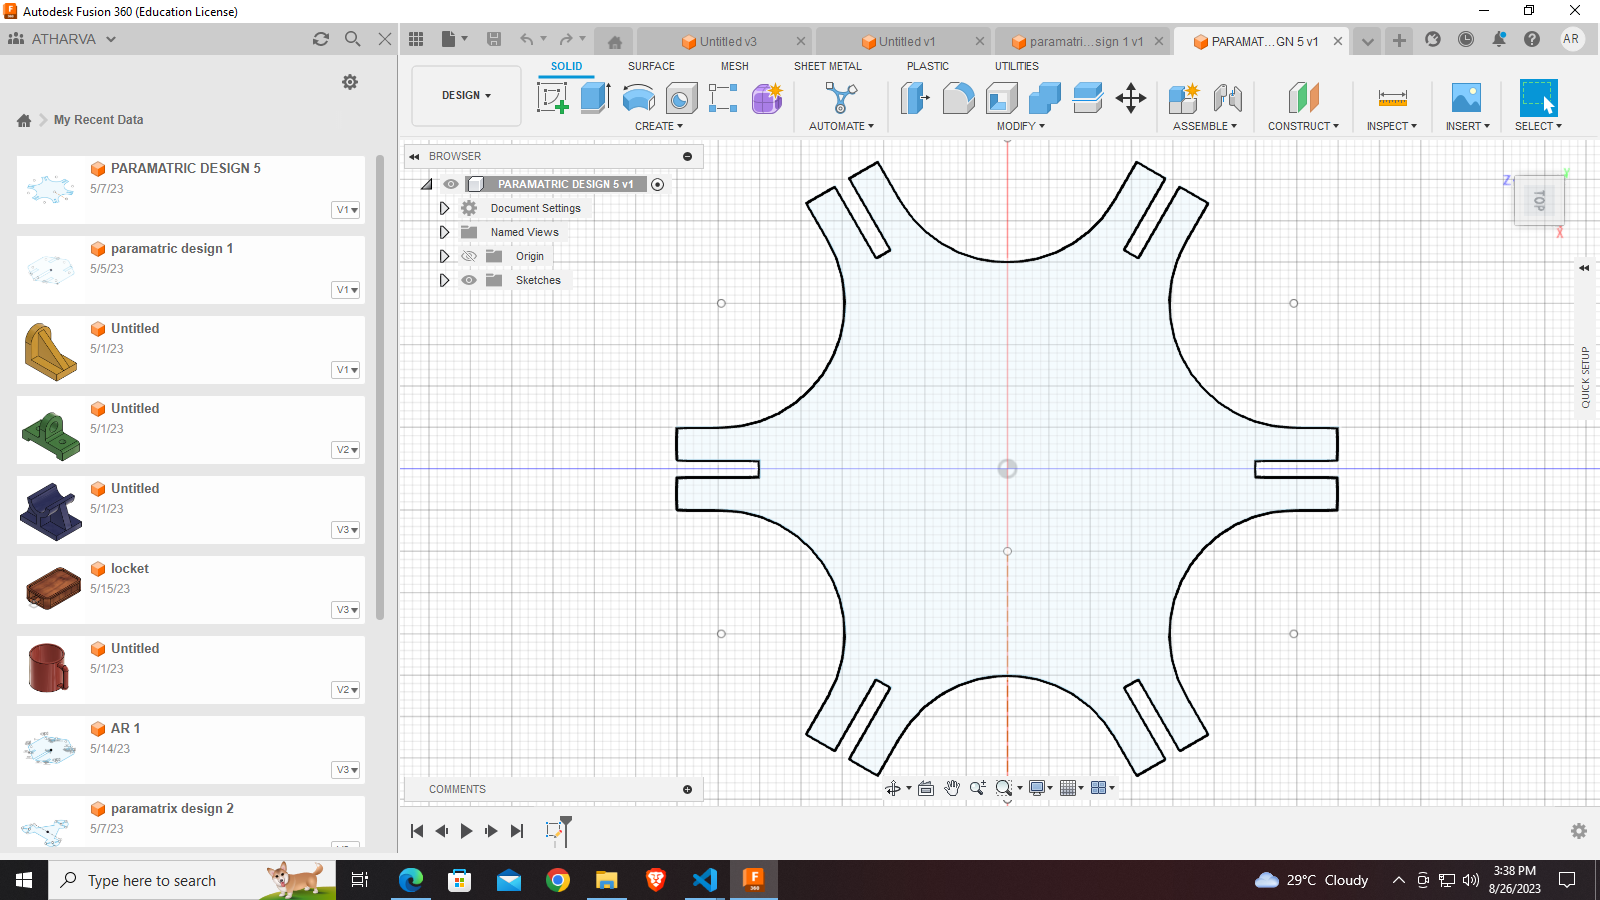 Autodesk Fusion 360 (Education License)
ATHARVA
Untitled v3
Untitled v1
paramatri...sign 1 v1
PARAMAT...GN 5 v1
AR
SOLID SURFACE MESH SHEET METAL PLASTIC UTILITIES
DESIGN
CREATE AUTOMATE MODIFY ASSEMBLE CONSTRUCT INSPECT INSERT SELECT
My Recent Data
PARAMATRIC DESIGN 5
5/7/23
V1
paramatric design 1
5/5/23
V1
Untitled
5/1/23
V1
Untitled
5/1/23
V2
Untitled
5/1/23
V3
locket
5/15/23
V3
Untitled
5/1/23
V2
AR 1
5/14/23
V3
paramatrix design 2
5/7/23
BROWSER
PARAMATRIC DESIGN 5 v1
Document Settings
Named Views
Origin
Sketches
Z
Y
TOP
X
QUICK SETUP
COMMENTS
Type here to search
F
360
29°C Cloudy
3:38 PM
8/26/2023